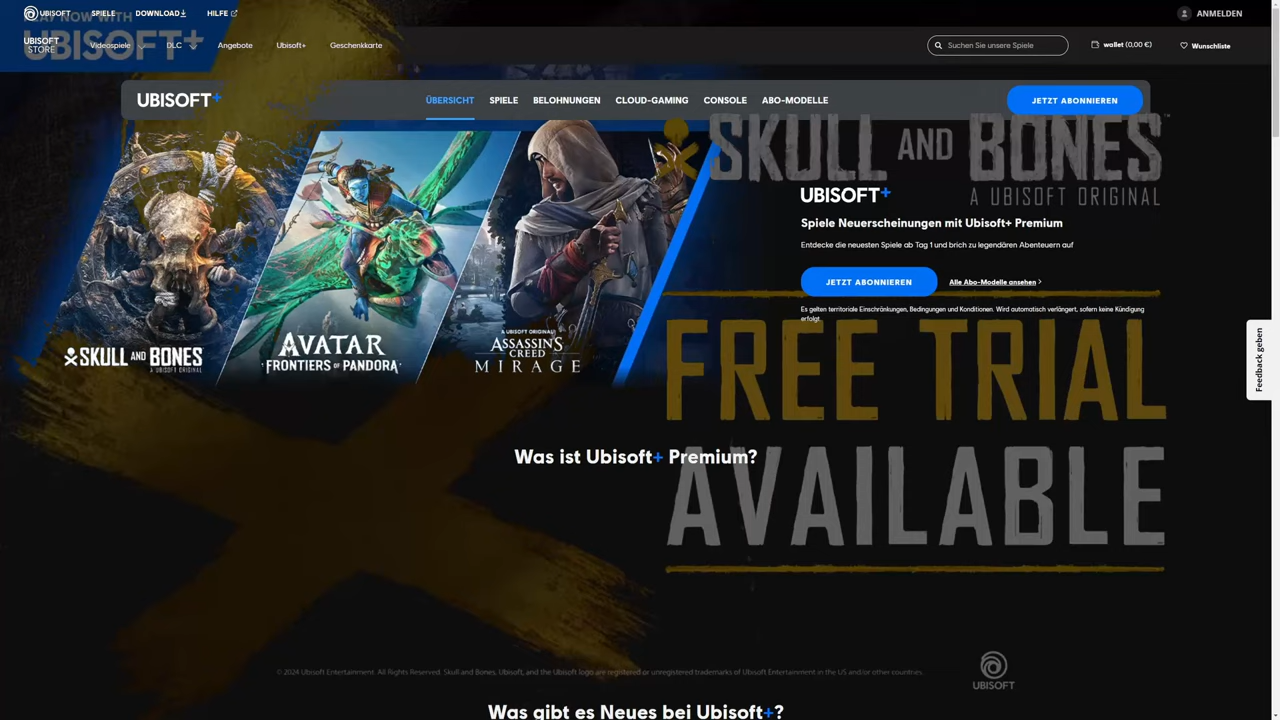 PLAY NOW WITH
UBISOFT+
UBISOFT SPIELE DOWNLOAD HILFE ANMELDEN
UBISOFT STORE Videospiele DLC Angebote Ubisoft+ Geschenkkarte Suchen Sie unsere Spiele wallet (0,00 €) Wunschliste
UBISOFT+ ÜBERSICHT SPIELE BELOHNUNGEN CLOUD-GAMING CONSOLE ABO-MODELLE JETZT ABONNIEREN
SKULL AND BONES™
A UBISOFT ORIGINAL
UBISOFT+
Spiele Neuerscheinungen mit Ubisoft+ Premium
Entdecke die neuesten Spiele ab Tag 1 und brich zu legendären Abenteuern auf
JETZT ABONNIEREN Alle Abo-Modelle ansehen
Es gelten territoriale Einschränkungen, Bedingungen und Konditionen. Wird automatisch verlängert, sofern keine Kündigung
erfolgt.
SKULL AND BONES
A UBISOFT ORIGINAL
AVATAR
FRONTIERS OF PANDORA
A UBISOFT ORIGINAL
ASSASSIN'S
CREED
MIRAGE
Feedback geben
FREE TRIAL
AVAILABLE
Was ist Ubisoft+ Premium?
© 2024 Ubisoft Entertainment. All Rights Reserved. Skull and Bones, Ubisoft, and the Ubisoft logo are registered or unregistered trademarks of Ubisoft Entertainment in the US and/or other countries.
UBISOFT
Was gibt es Neues bei Ubisoft+?